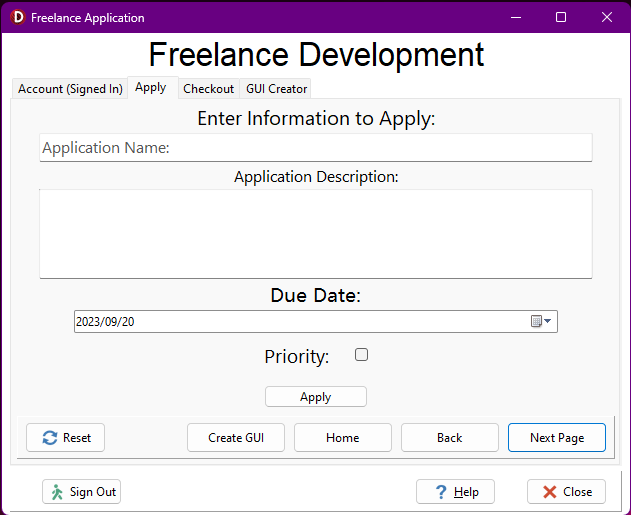 D Freelance Application
Freelance Development
Account (Signed In) Apply Checkout GUI Creator
Enter Information to Apply:
Application Name:
Application Description:
Due Date:
2023/09/20
Priority:
Apply
Reset Create GUI Home Back Next Page
Sign Out ? Help Close